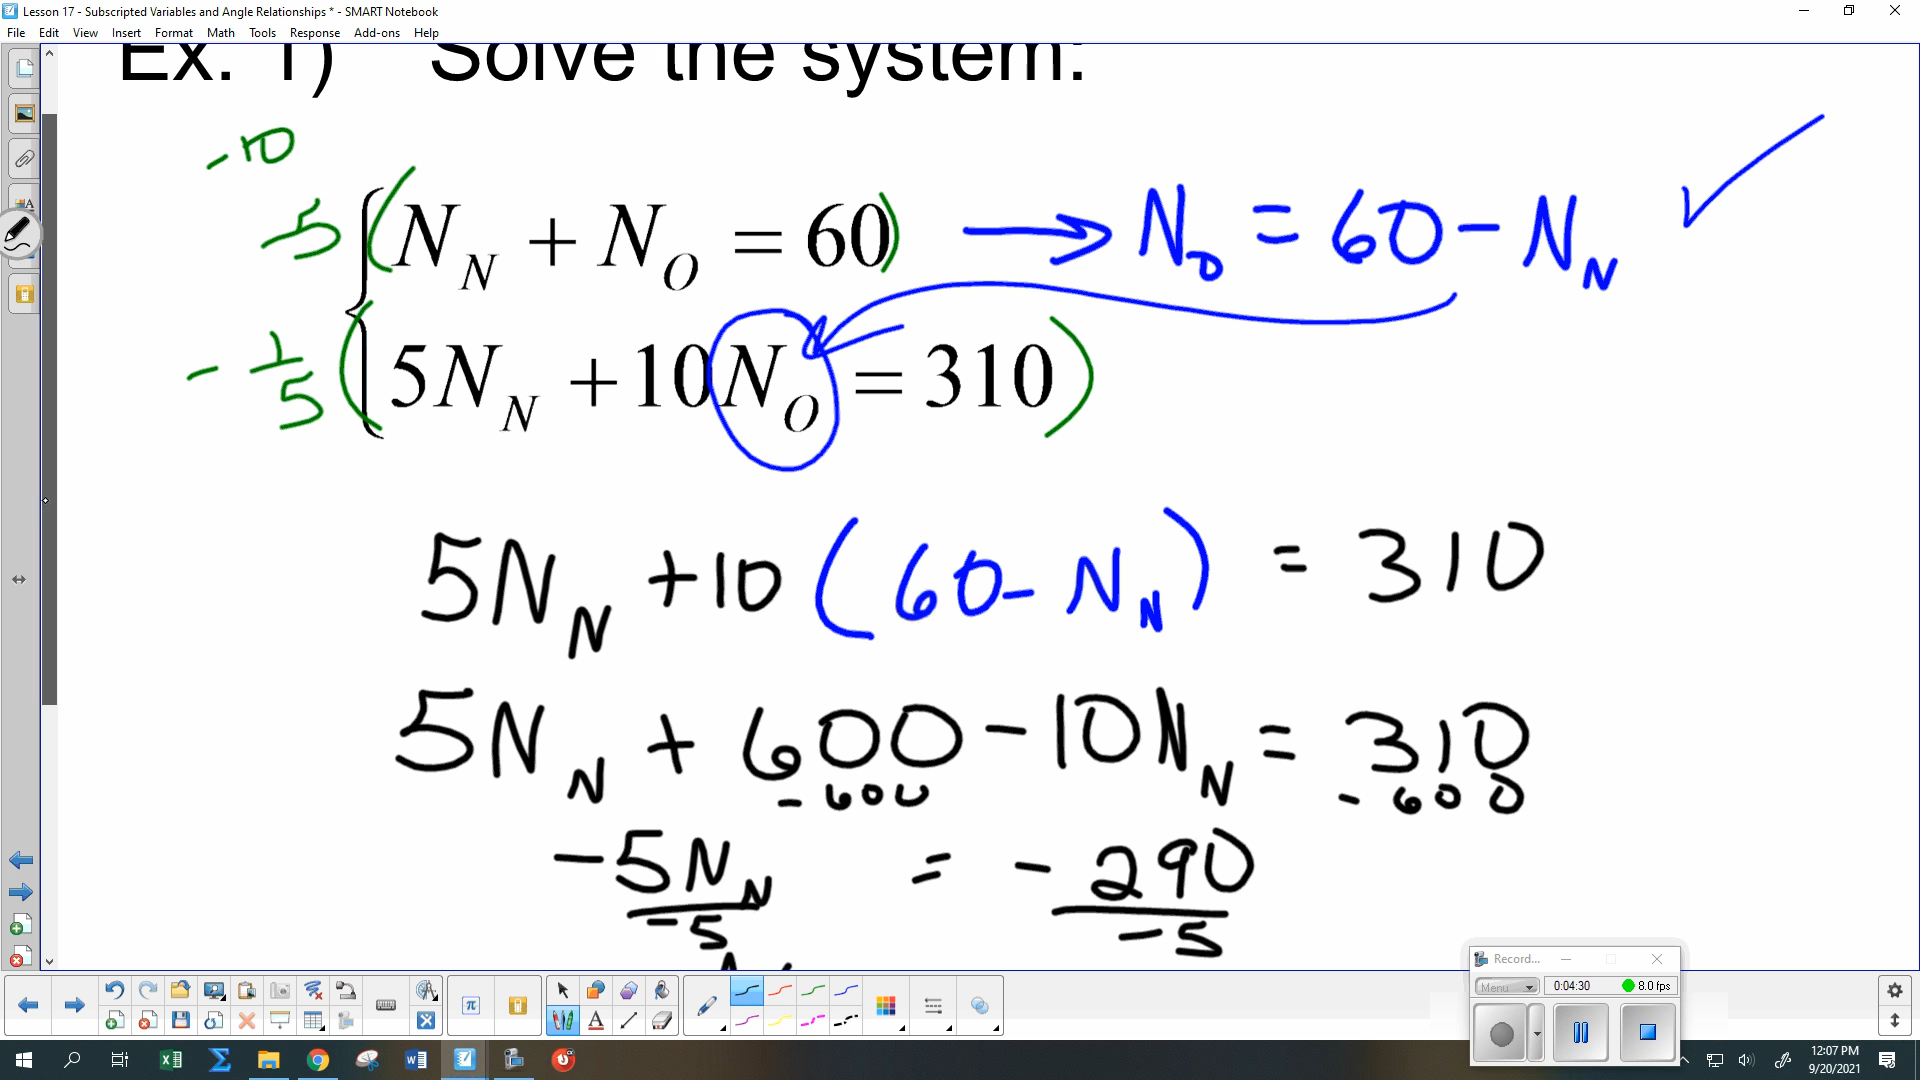 Lesson 17 - Subscripted Variables and Angle Relationships * - SMART Notebook
File Edit View Insert Format Math Tools Response Add-ons Help
Ex. 1) Solve the system:
-10
-5 ( N_N + N_O = 60 ) → N_O = 60 - N_N ✓
-1/5 ( 5N_N + 10N_O = 310 )
5N_N + 10 ( 60 - N_N ) = 310
5N_N + 600 - 10N_N = 310
- 600 - 600
-5N_N = -290
-5 -5
Record...
Menu 0:04:30 8.0 fps
12:07 PM
9/20/2021